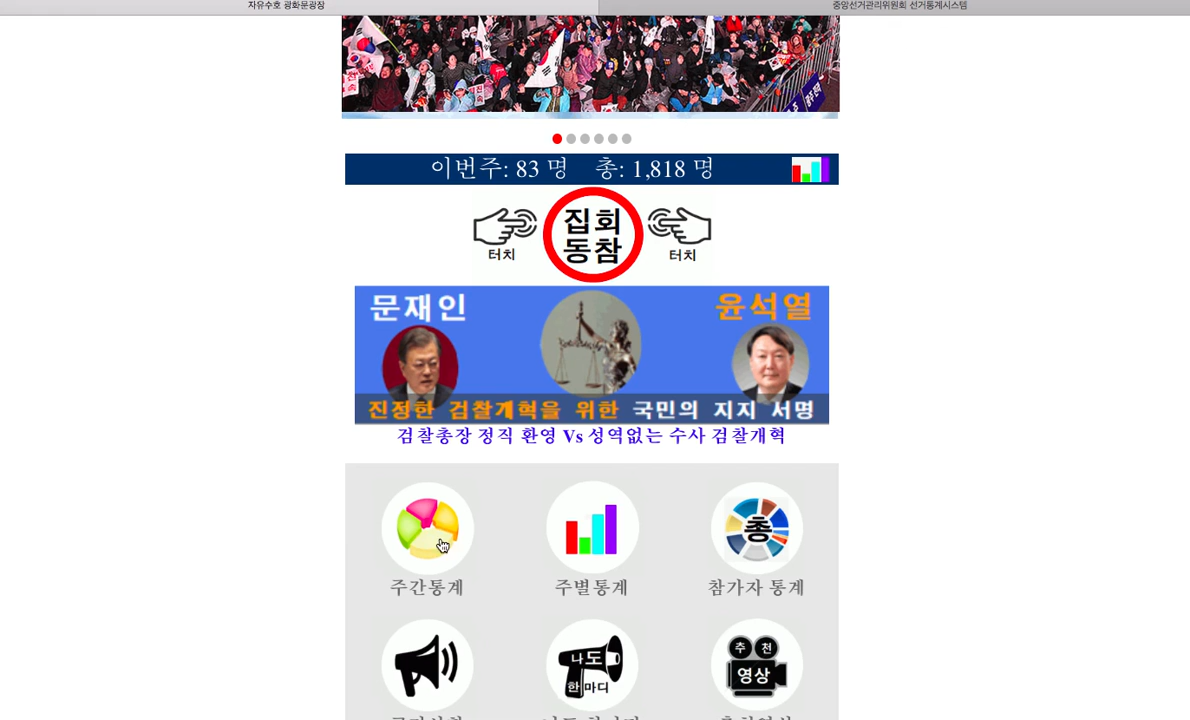 자유수호 광화문광장
중앙선거관리위원회 선거통계시스템
이번주: 83 명 총: 1,818 명
집회
동참
터치
터치
문재인
윤석열
진정한 검찰개혁을 위한 국민의 지지 서명
검찰총장 정직 환영 Vs 성역없는 수사 검찰개혁
총
주간통계
주별통계
참가자 통계
나도
한마디
추천
영상